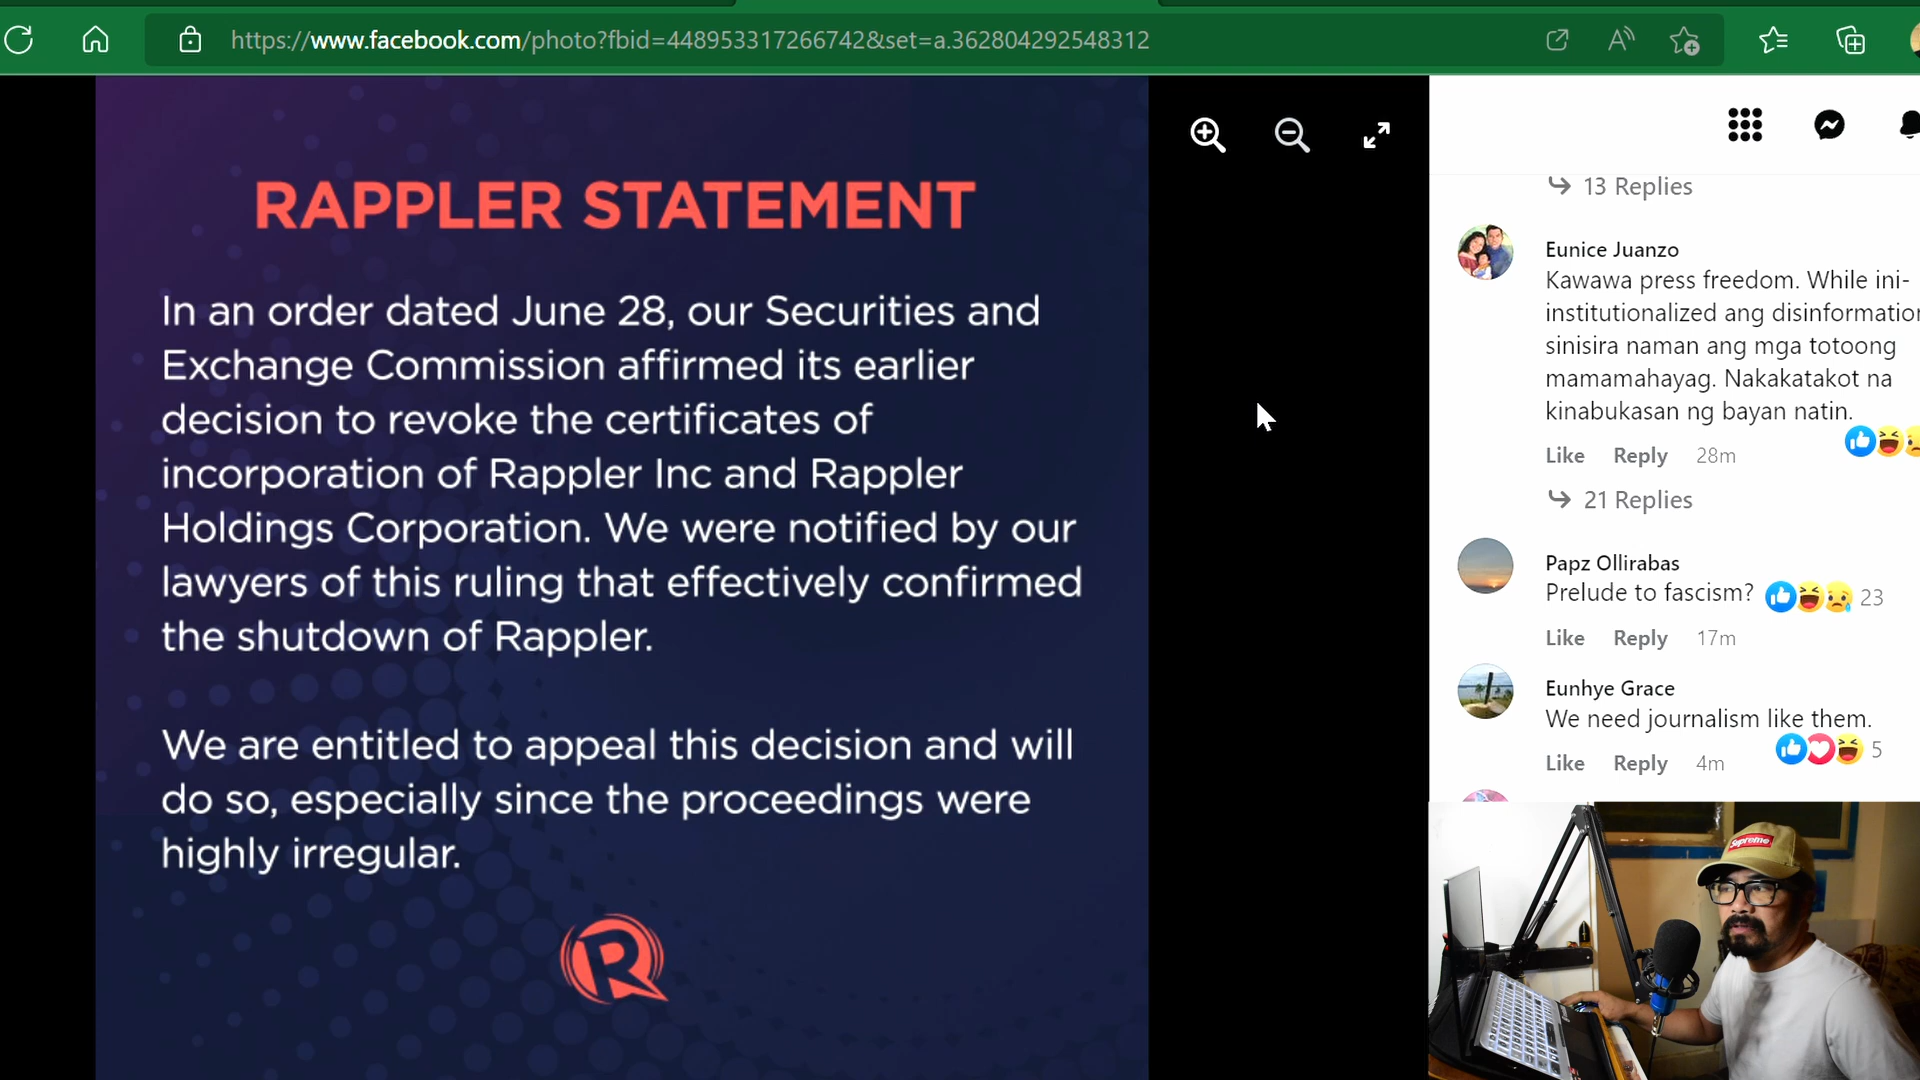 https://www.facebook.com/photo?fbid=448953317266742&set=a.362804292548312
RAPPLER STATEMENT
In an order dated June 28, our Securities and
Exchange Commission affirmed its earlier
decision to revoke the certificates of
incorporation of Rappler Inc and Rappler
Holdings Corporation. We were notified by our
lawyers of this ruling that effectively confirmed
the shutdown of Rappler.
We are entitled to appeal this decision and will
do so, especially since the proceedings were
highly irregular.
R
13 Replies
Eunice Juanzo
Kawawa press freedom. While ini-
institutionalized ang disinformation
sinisira naman ang mga totoong
mamamahayag. Nakakatakot na
kinabukasan ng bayan natin.
Like Reply 28m
21 Replies
Papz Ollirabas
Prelude to fascism? 23
Like Reply 17m
Eunhye Grace
We need journalism like them.
5
Like Reply 4m
Supreme